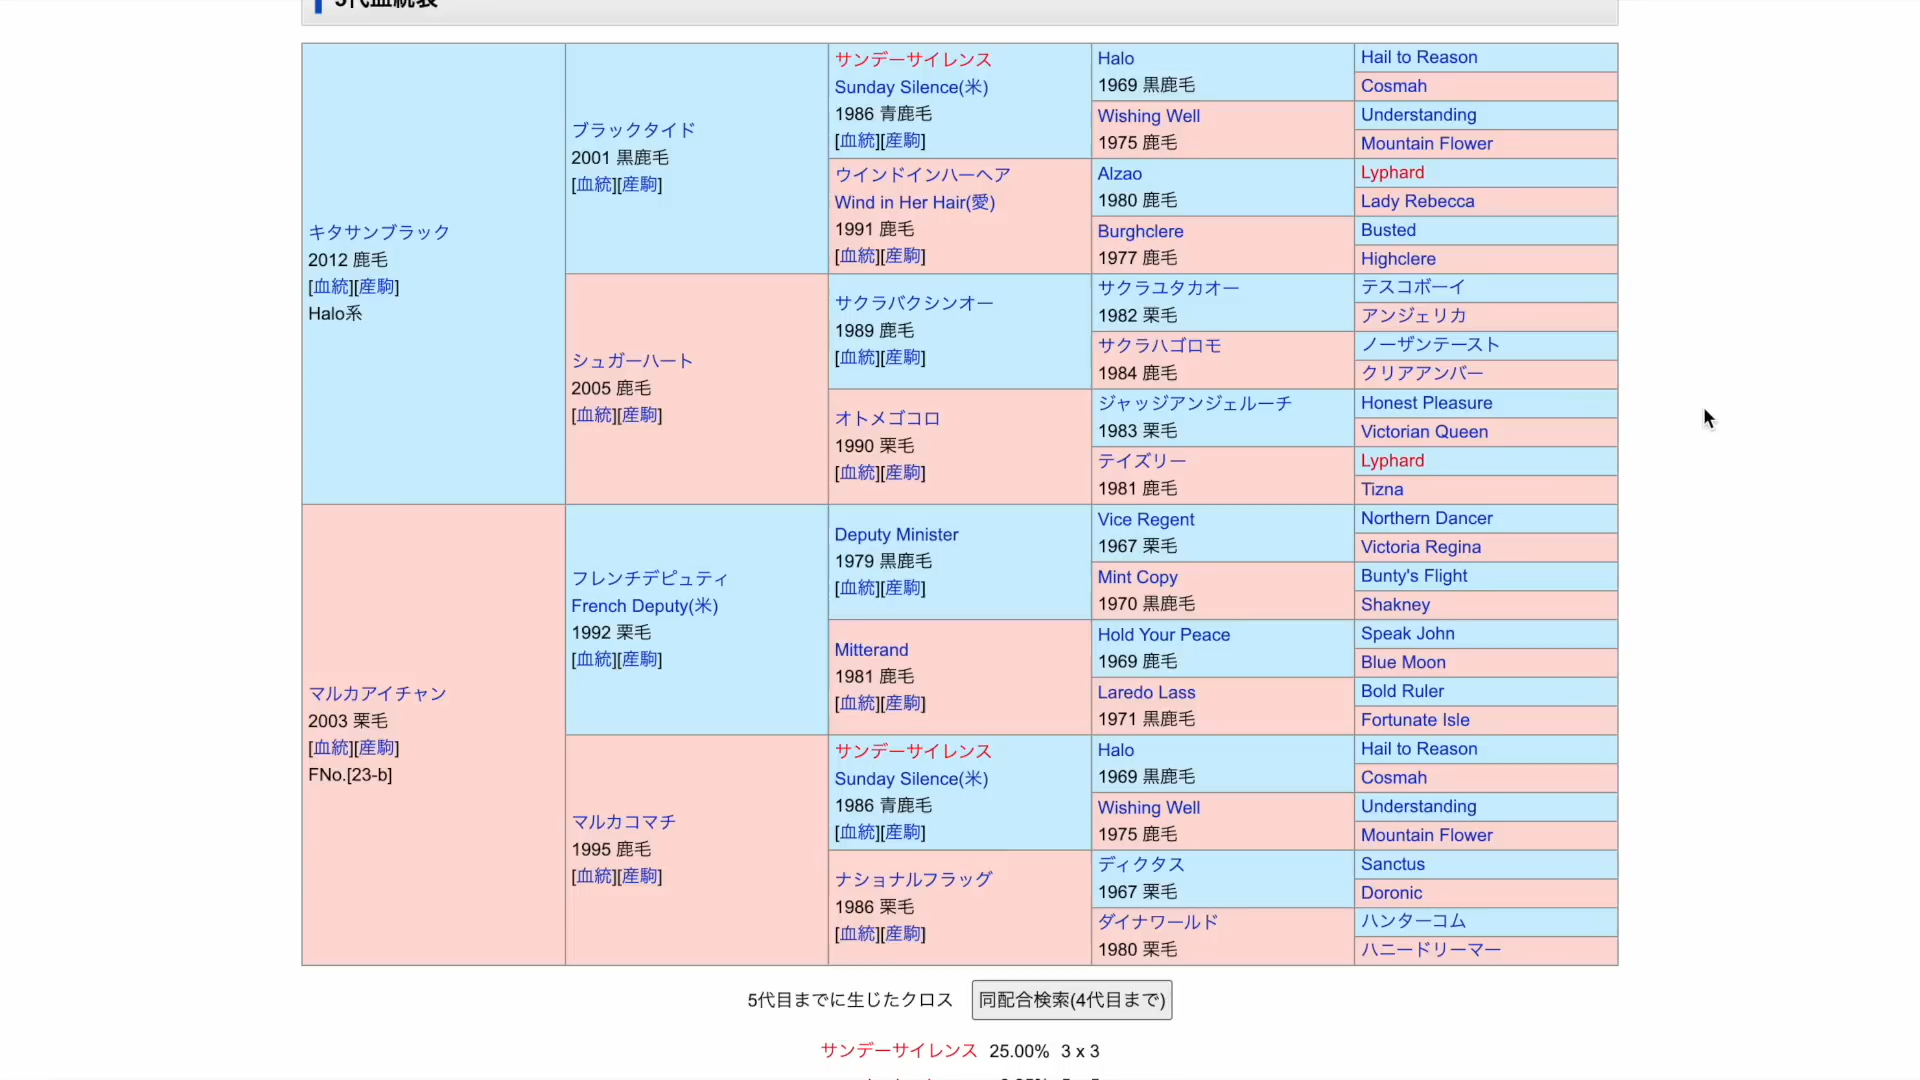 5代血統表
キタサンブラック
2012 鹿毛
[血統][産駒]
Halo系
ブラックタイド
2001 黒鹿毛
[血統][産駒]
サンデーサイレンス
Sunday Silence(米)
1986 青鹿毛
[血統][産駒]
Halo
1969 黒鹿毛
Hail to Reason
Cosmah
Wishing Well
1975 鹿毛
Understanding
Mountain Flower
ウインドインハーヘア
Wind in Her Hair(愛)
1991 鹿毛
[血統][産駒]
Alzao
1980 鹿毛
Lyphard
Lady Rebecca
Burghclere
1977 鹿毛
Busted
Highclere
シュガーハート
2005 鹿毛
[血統][産駒]
サクラバクシンオー
1989 鹿毛
[血統][産駒]
サクラユタカオー
1982 栗毛
テスコボーイ
アンジェリカ
サクラハゴロモ
1984 鹿毛
ノーザンテースト
クリアアンバー
オトメゴコロ
1990 栗毛
[血統][産駒]
ジャッジアンジェルーチ
1983 栗毛
Honest Pleasure
Victorian Queen
テイズリー
1981 鹿毛
Lyphard
Tizna
マルカアイチャン
2003 栗毛
[血統][産駒]
FNo.[23-b]
フレンチデピュティ
French Deputy(米)
1992 栗毛
[血統][産駒]
Deputy Minister
1979 黒鹿毛
[血統][産駒]
Vice Regent
1967 栗毛
Northern Dancer
Victoria Regina
Mint Copy
1970 黒鹿毛
Bunty's Flight
Shakney
Mitterand
1981 鹿毛
[血統][産駒]
Hold Your Peace
1969 鹿毛
Speak John
Blue Moon
Laredo Lass
1971 黒鹿毛
Bold Ruler
Fortunate Isle
マルカコマチ
1995 鹿毛
[血統][産駒]
サンデーサイレンス
Sunday Silence(米)
1986 青鹿毛
[血統][産駒]
Halo
1969 黒鹿毛
Hail to Reason
Cosmah
Wishing Well
1975 鹿毛
Understanding
Mountain Flower
ナショナルフラッグ
1986 栗毛
[血統][産駒]
ディクタス
1967 栗毛
Sanctus
Doronic
ダイナワールド
1980 栗毛
ハンターコム
ハニードリーマー
5代目までに生じたクロス 同配合検索(4代目まで)
サンデーサイレンス 25.00% 3 x 3